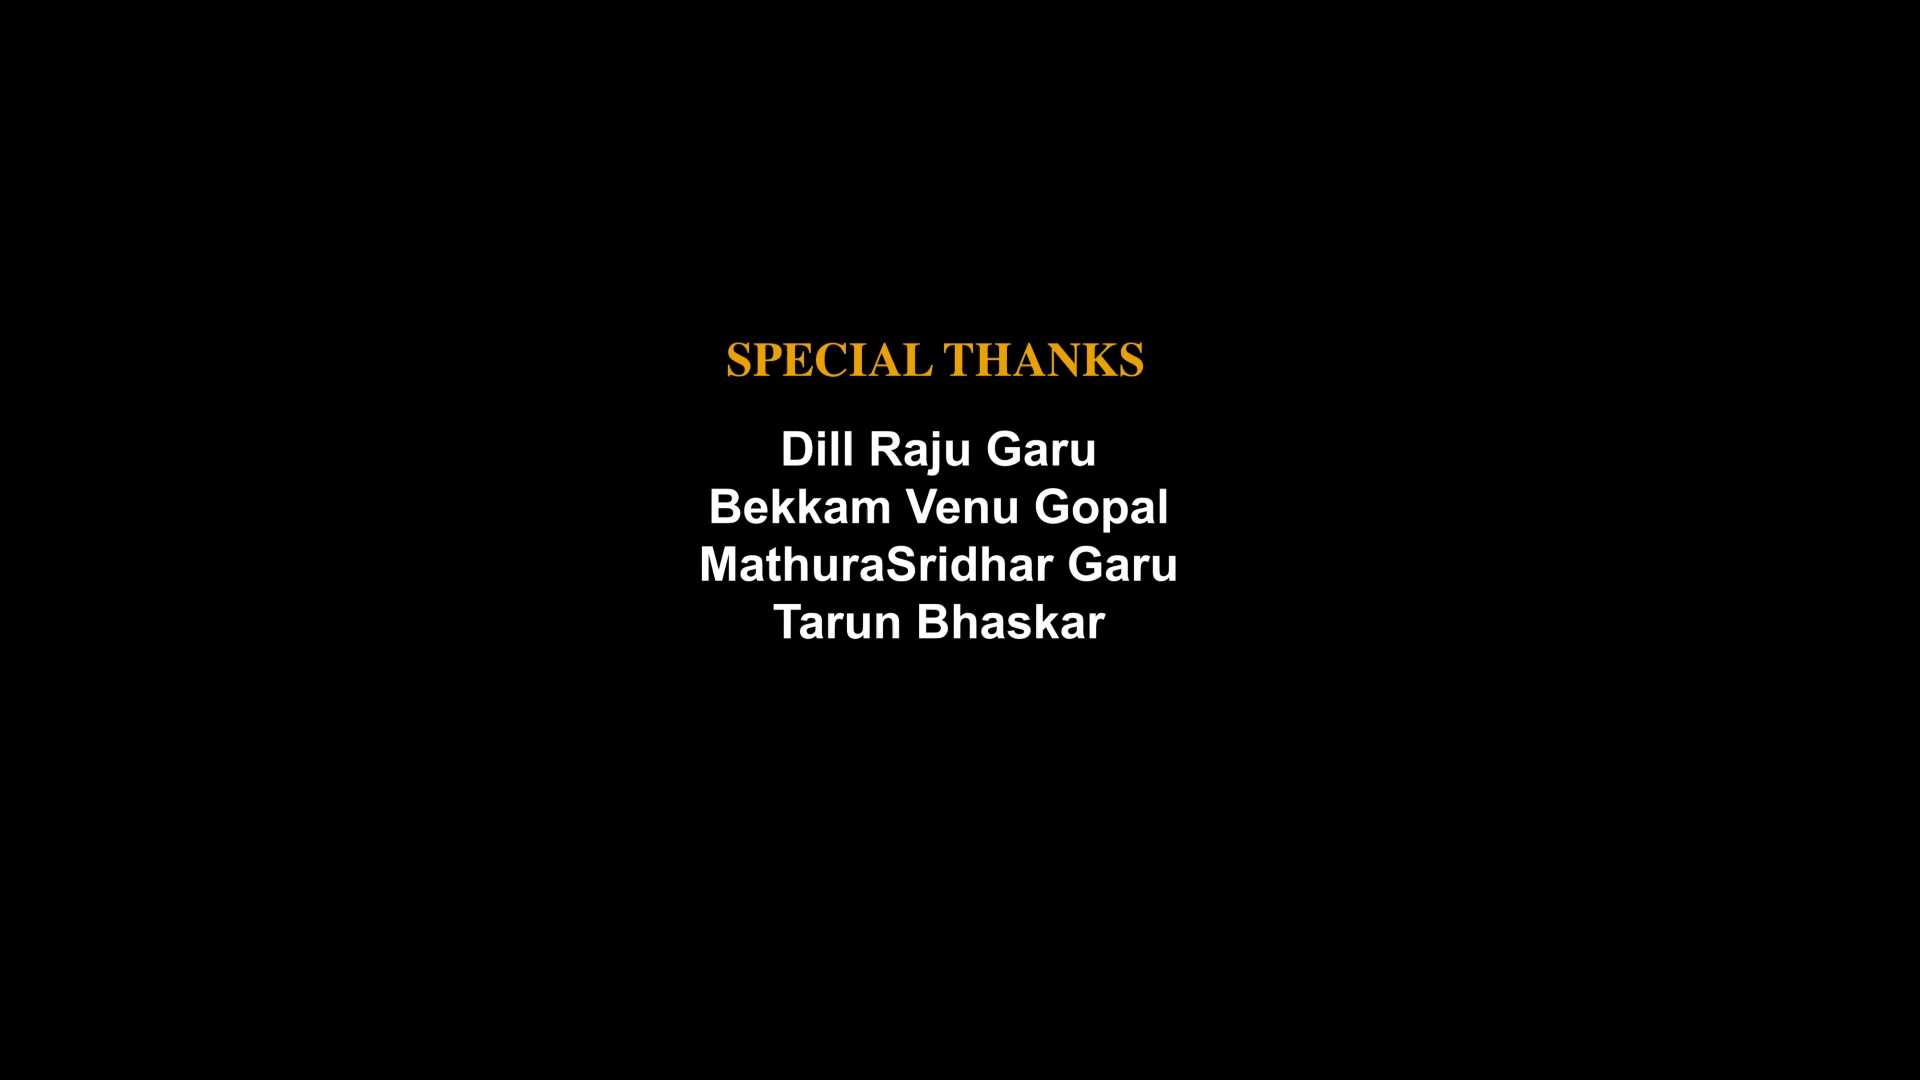 SPECIAL THANKS
Dill Raju Garu
Bekkam Venu Gopal
MathuraSridhar Garu
Tarun Bhaskar